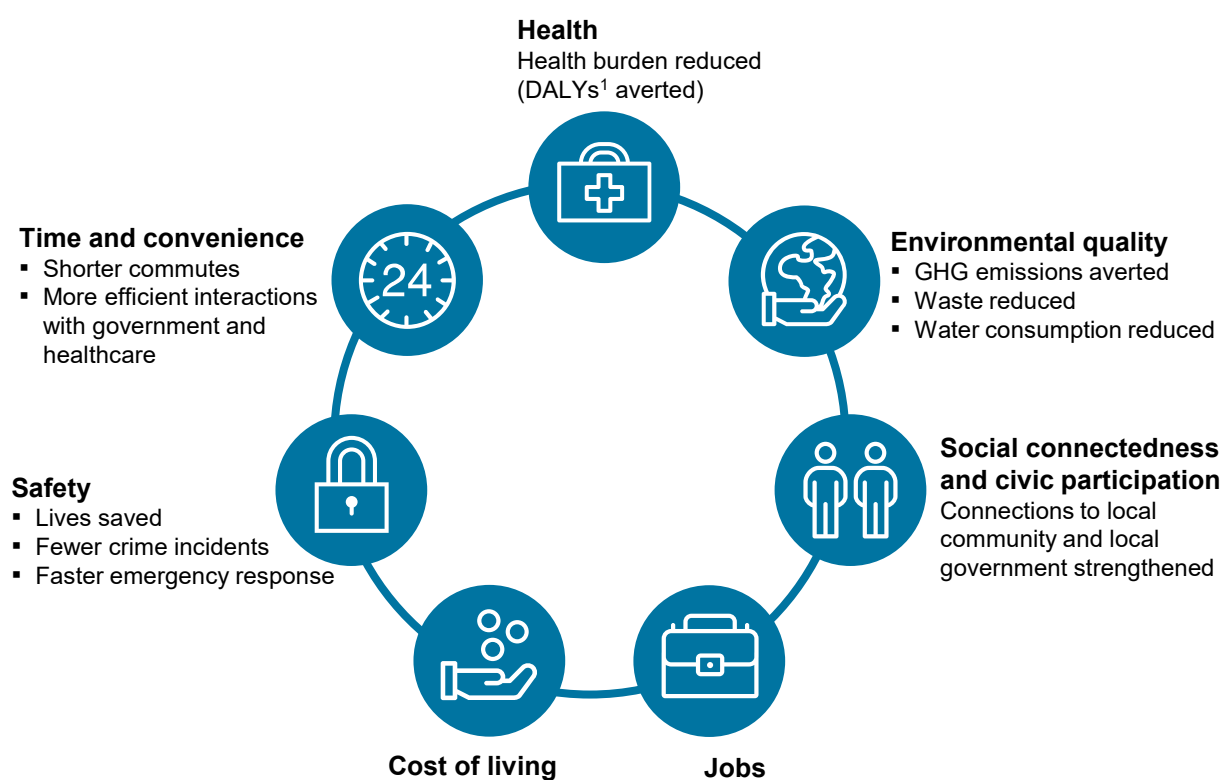 Health
Health burden reduced
(DALYs¹ averted)
Time and convenience
▪ Shorter commutes
▪ More efficient interactions
with government and
healthcare
24
Environmental quality
▪ GHG emissions averted
▪ Waste reduced
▪ Water consumption reduced
Safety
▪ Lives saved
▪ Fewer crime incidents
▪ Faster emergency response
Social connectedness
and civic participation
Connections to local
community and local
government strengthened
Cost of living
Jobs